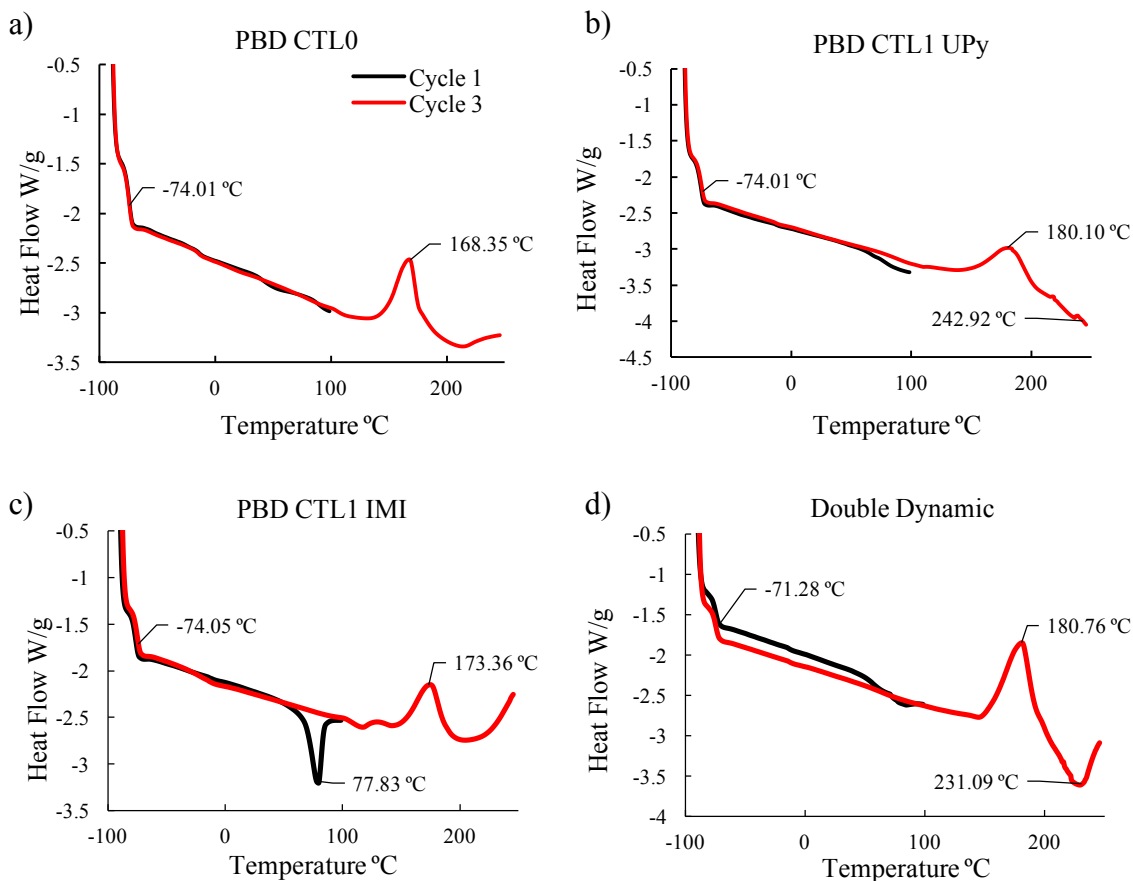 a)
PBD CTL0
Cycle 1
Cycle 3
-0.5
-1
-1.5
-2
-2.5
-3
-3.5
-74.01 ºC
168.35 ºC
-100
0
100
200
Heat Flow W/g
Temperature ºC
b)
PBD CTL1 UPy
-0.5
-1
-1.5
-2
-2.5
-3
-3.5
-4
-4.5
-74.01 ºC
180.10 ºC
242.92 ºC
-100
0
100
200
Heat Flow W/g
Temperature ºC
c)
PBD CTL1 IMI
-0.5
-1
-1.5
-2
-2.5
-3
-3.5
-74.05 ºC
173.36 ºC
77.83 ºC
-100
0
100
200
Heat Flow W/g
Temperature ºC
d)
Double Dynamic
-0.5
-1
-1.5
-2
-2.5
-3
-3.5
-4
-71.28 ºC
180.76 ºC
231.09 ºC
-100
0
100
200
Heat Flow W/g
Temperature ºC